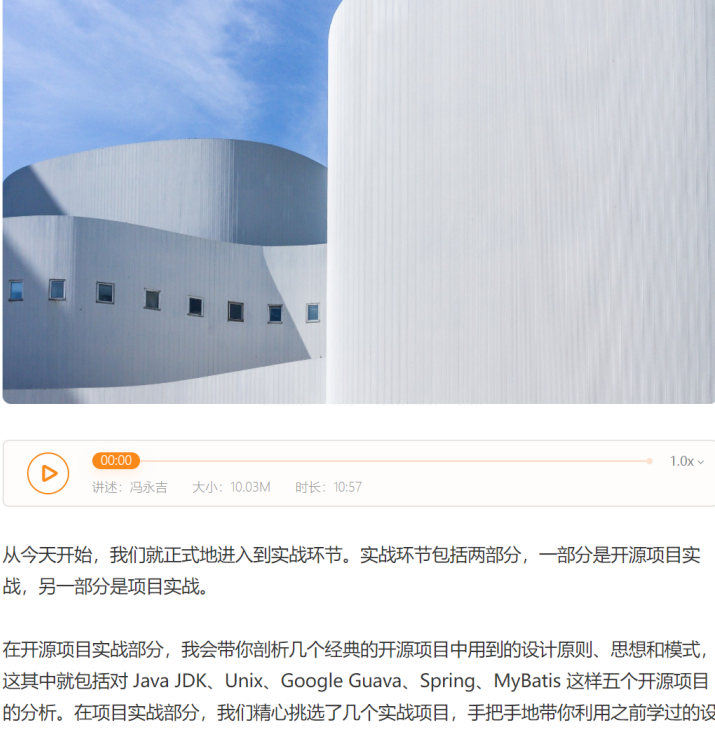 00:00
1.0x
讲述：冯永吉 大小：10.03M 时长：10:57
从今天开始，我们就正式地进入到实战环节。实战环节包括两部分，一部分是开源项目实
战，另一部分是项目实战。
在开源项目实战部分，我会带你剖析几个经典的开源项目中用到的设计原则、思想和模式，
这其中就包括对 Java JDK、Unix、Google Guava、Spring、MyBatis 这样五个开源项目
的分析。在项目实战部分，我们精心挑选了几个实战项目，手把手地带你利用之前学过的设